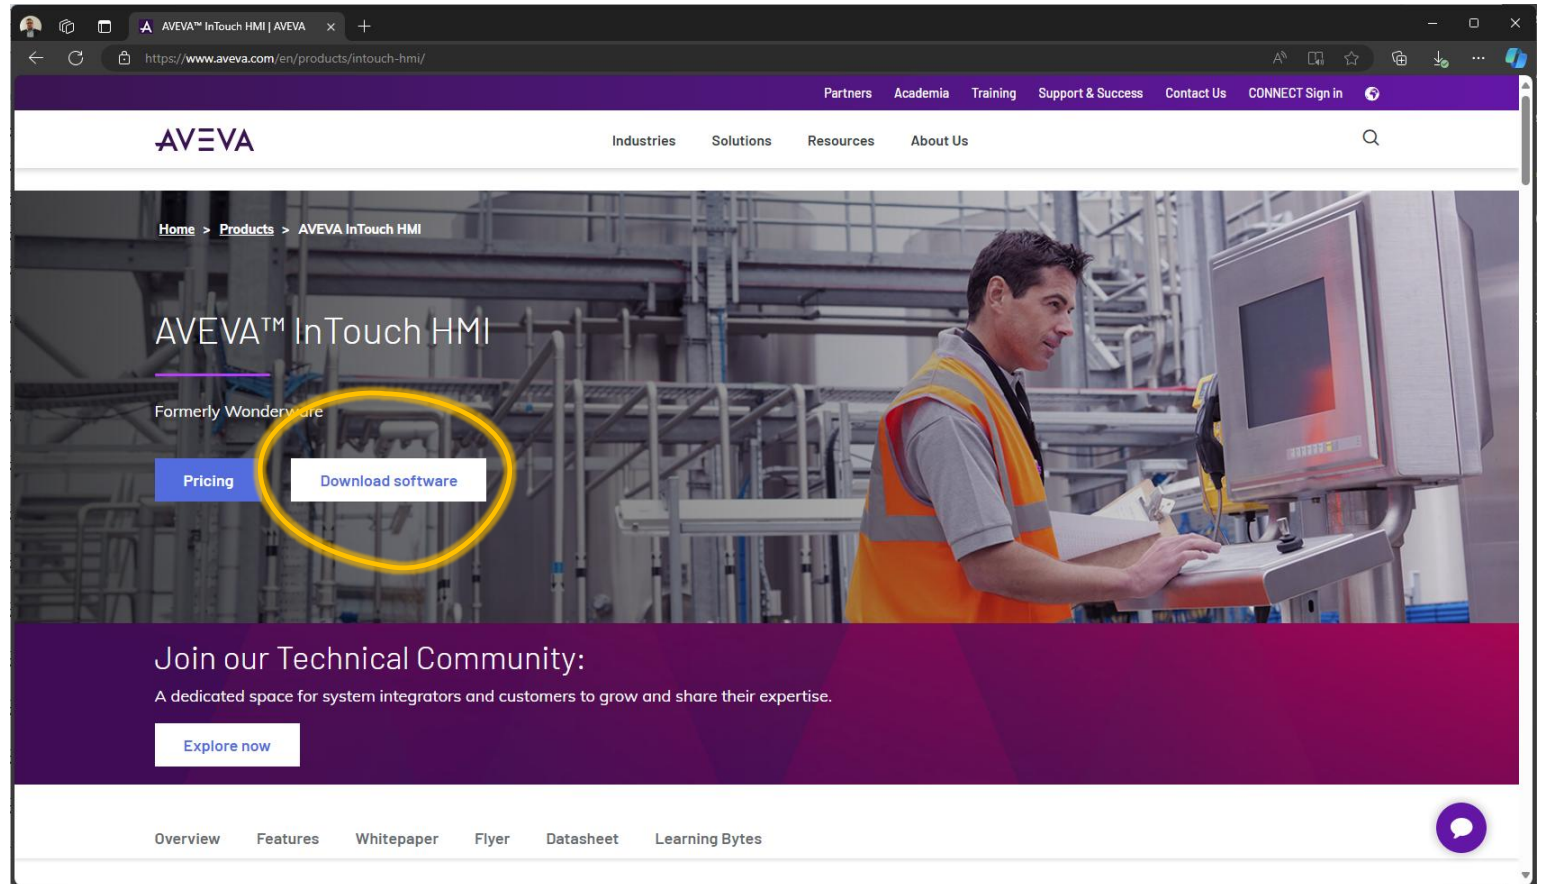 AVEVA™ InTouch HMI | AVEVA
https://www.aveva.com/en/products/intouch-hmi/
Partners Academia Training Support & Success Contact Us CONNECT Sign in
AVEVA
Industries Solutions Resources About Us
Home > Products > AVEVA InTouch HMI
AVEVA™ InTouch HMI
Formerly Wonderware
Pricing Download software
Join our Technical Community:
A dedicated space for system integrators and customers to grow and share their expertise.
Explore now
Overview Features Whitepaper Flyer Datasheet Learning Bytes